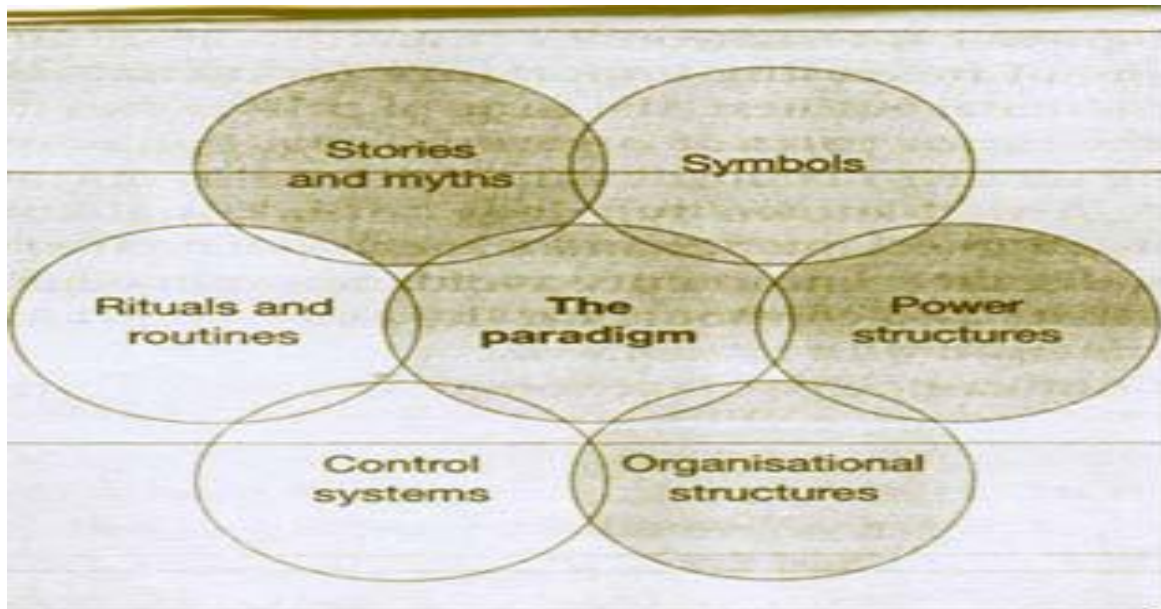 Stories
and myths
Symbols
Rituals and
routines
The
paradigm
Power
structures
Control
systems
Organisational
structures